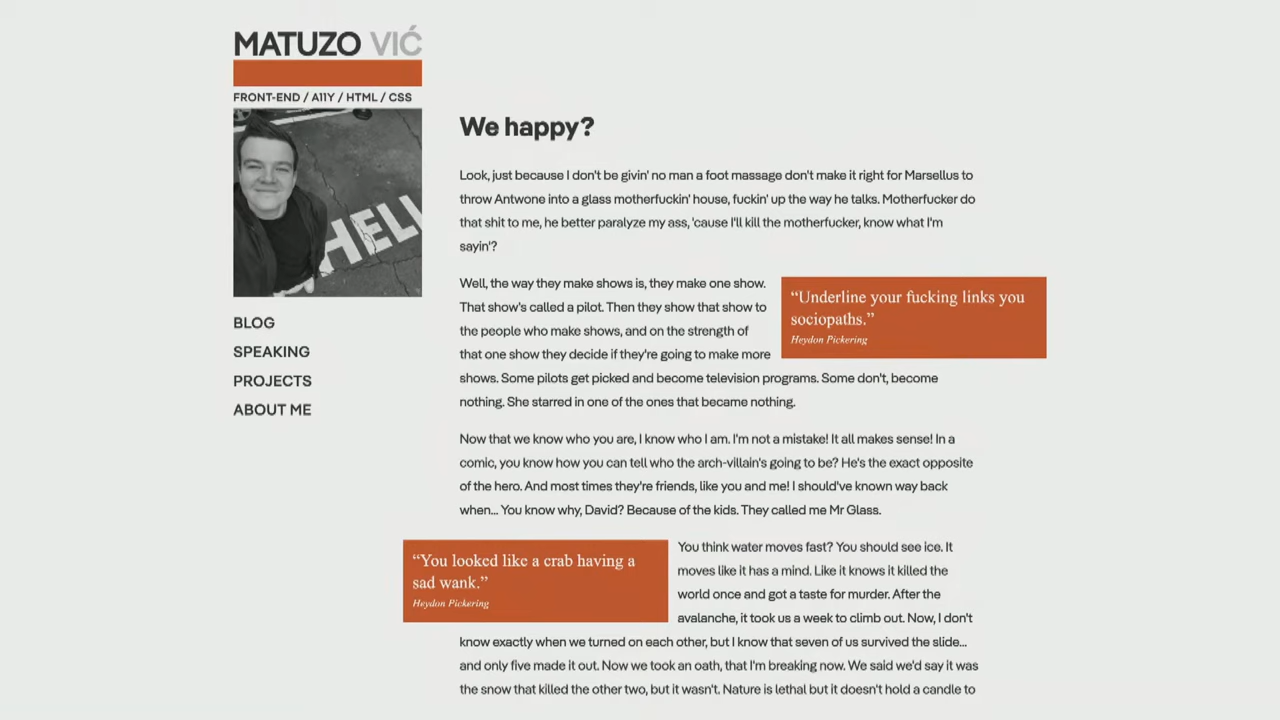 MATUZO VIĆ
FRONT-END / A11Y / HTML / CSS
HELL
BLOG
SPEAKING
PROJECTS
ABOUT ME
We happy?
Look, just because I don't be givin' no man a foot massage don't make it right for Marsellus to
throw Antwone into a glass motherfuckin' house, fuckin' up the way he talks. Motherfucker do
that shit to me, he better paralyze my ass, 'cause I'll kill the motherfucker, know what I'm
sayin'?
Well, the way they make shows is, they make one show.
That show's called a pilot. Then they show that show to
the people who make shows, and on the strength of
that one show they decide if they're going to make more
“Underline your fucking links you
sociopaths.”
Heydon Pickering
shows. Some pilots get picked and become television programs. Some don't, become
nothing. She starred in one of the ones that became nothing.
Now that we know who you are, I know who I am. I'm not a mistake! It all makes sense! In a
comic, you know how you can tell who the arch-villain's going to be? He's the exact opposite
of the hero. And most times they're friends, like you and me! I should've known way back
when... You know why, David? Because of the kids. They called me Mr Glass.
“You looked like a crab having a
sad wank.”
Heydon Pickering
You think water moves fast? You should see ice. It
moves like it has a mind. Like it knows it killed the
world once and got a taste for murder. After the
avalanche, it took us a week to climb out. Now, I don't
know exactly when we turned on each other, but I know that seven of us survived the slide...
and only five made it out. Now we took an oath, that I'm breaking now. We said we'd say it was
the snow that killed the other two, but it wasn't. Nature is lethal but it doesn't hold a candle to